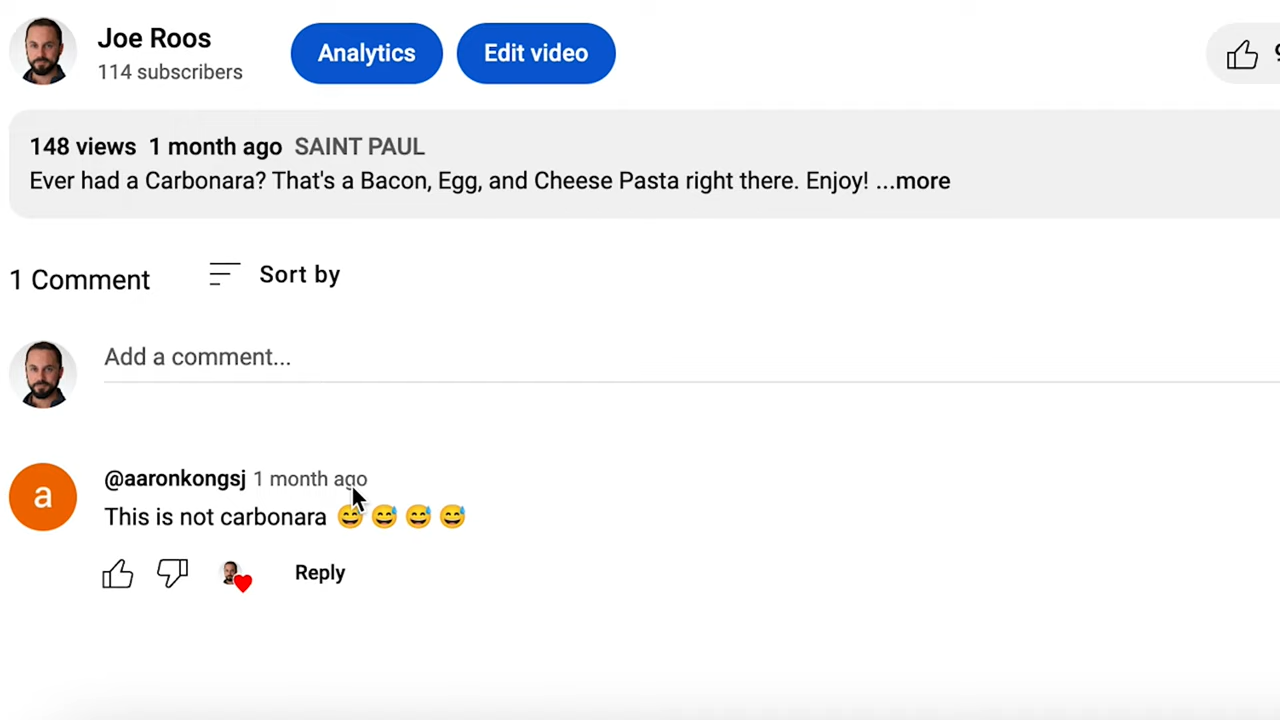 Joe Roos
114 subscribers
Analytics
Edit video
148 views 1 month ago SAINT PAUL
Ever had a Carbonara? That's a Bacon, Egg, and Cheese Pasta right there. Enjoy! ...more
1 Comment
Sort by
Add a comment...
a
@aaronkongsj 1 month ago
This is not carbonara 😅😅😅😅
Reply